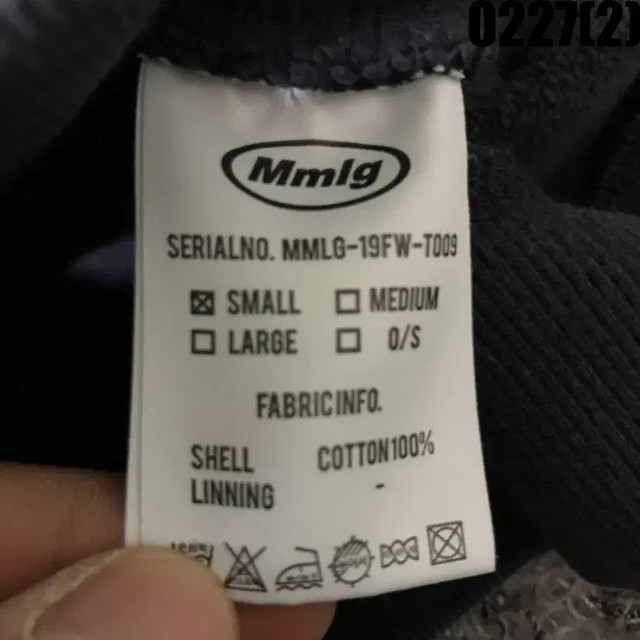 0227(2)
Mmlg
SERIALNO. MMLG-19FW-T009
☒ SMALL ☐ MEDIUM
☐ LARGE ☐ O/S
FABRICINFO.
SHELL COTTON100%
LINNING -